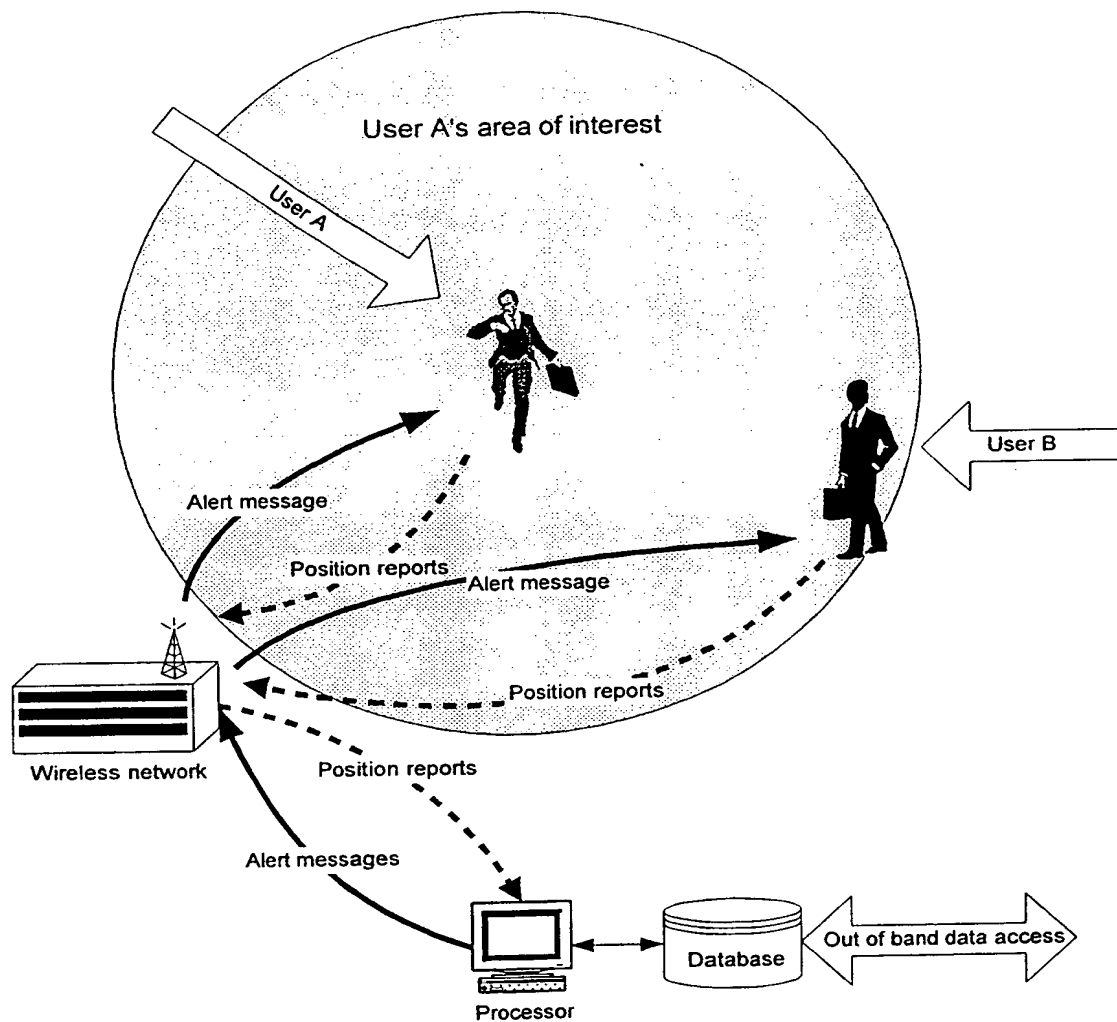 User A's area of interest
User A
User B
Alert message
Position reports
Alert message
Position reports
Wireless network
Position reports
Alert messages
Out of band data access
Database
Processor